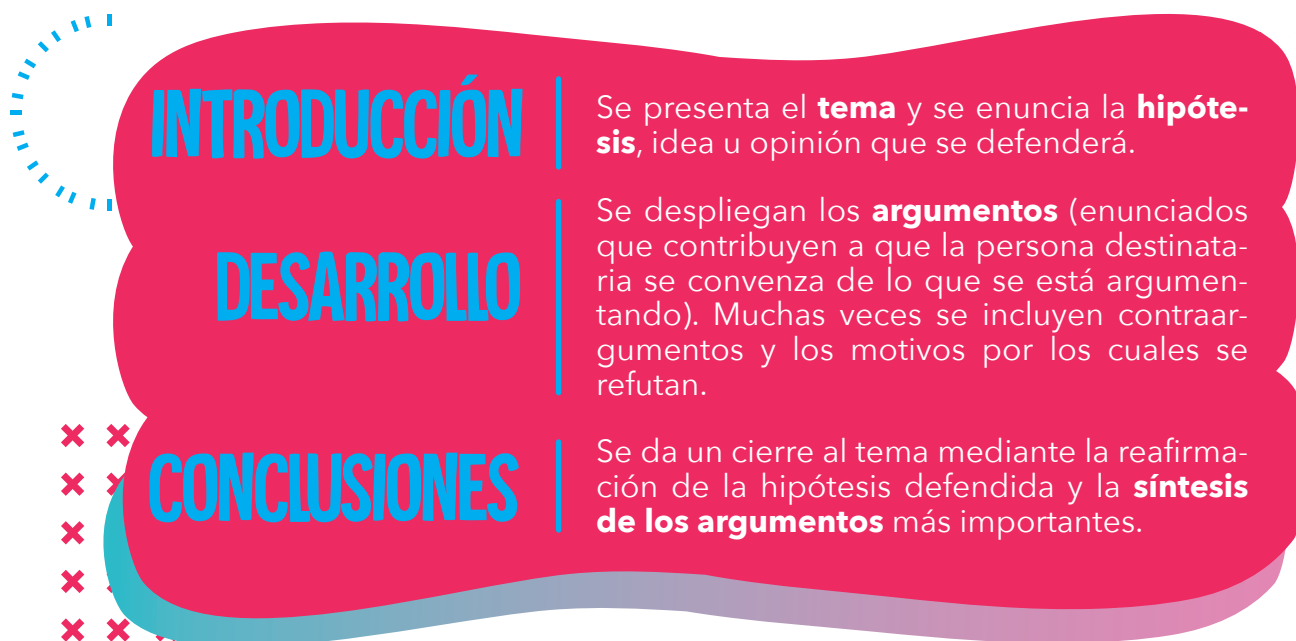 INTRODUCCIÓN
Se presenta el tema y se enuncia la hipóte-
sis, idea u opinión que se defenderá.
DESARROLLO
Se despliegan los argumentos (enunciados
que contribuyen a que la persona destinata-
ria se convenza de lo que se está argumen-
tando). Muchas veces se incluyen contraar-
gumentos y los motivos por los cuales se
refutan.
CONCLUSIONES
Se da un cierre al tema mediante la reafirma-
ción de la hipótesis defendida y la síntesis
de los argumentos más importantes.